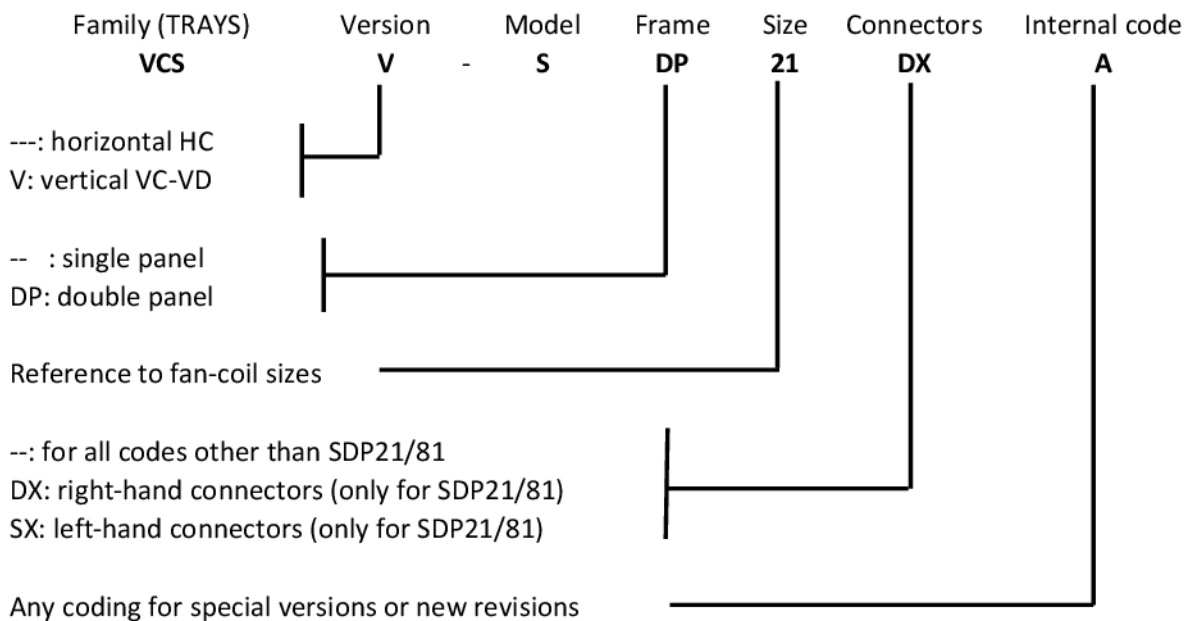 Family (TRAYS) Version Model Frame Size Connectors Internal code
VCS V - S DP 21 DX A
---: horizontal HC
V: vertical VC-VD
-- : single panel
DP: double panel
Reference to fan-coil sizes
--: for all codes other than SDP21/81
DX: right-hand connectors (only for SDP21/81)
SX: left-hand connectors (only for SDP21/81)
Any coding for special versions or new revisions